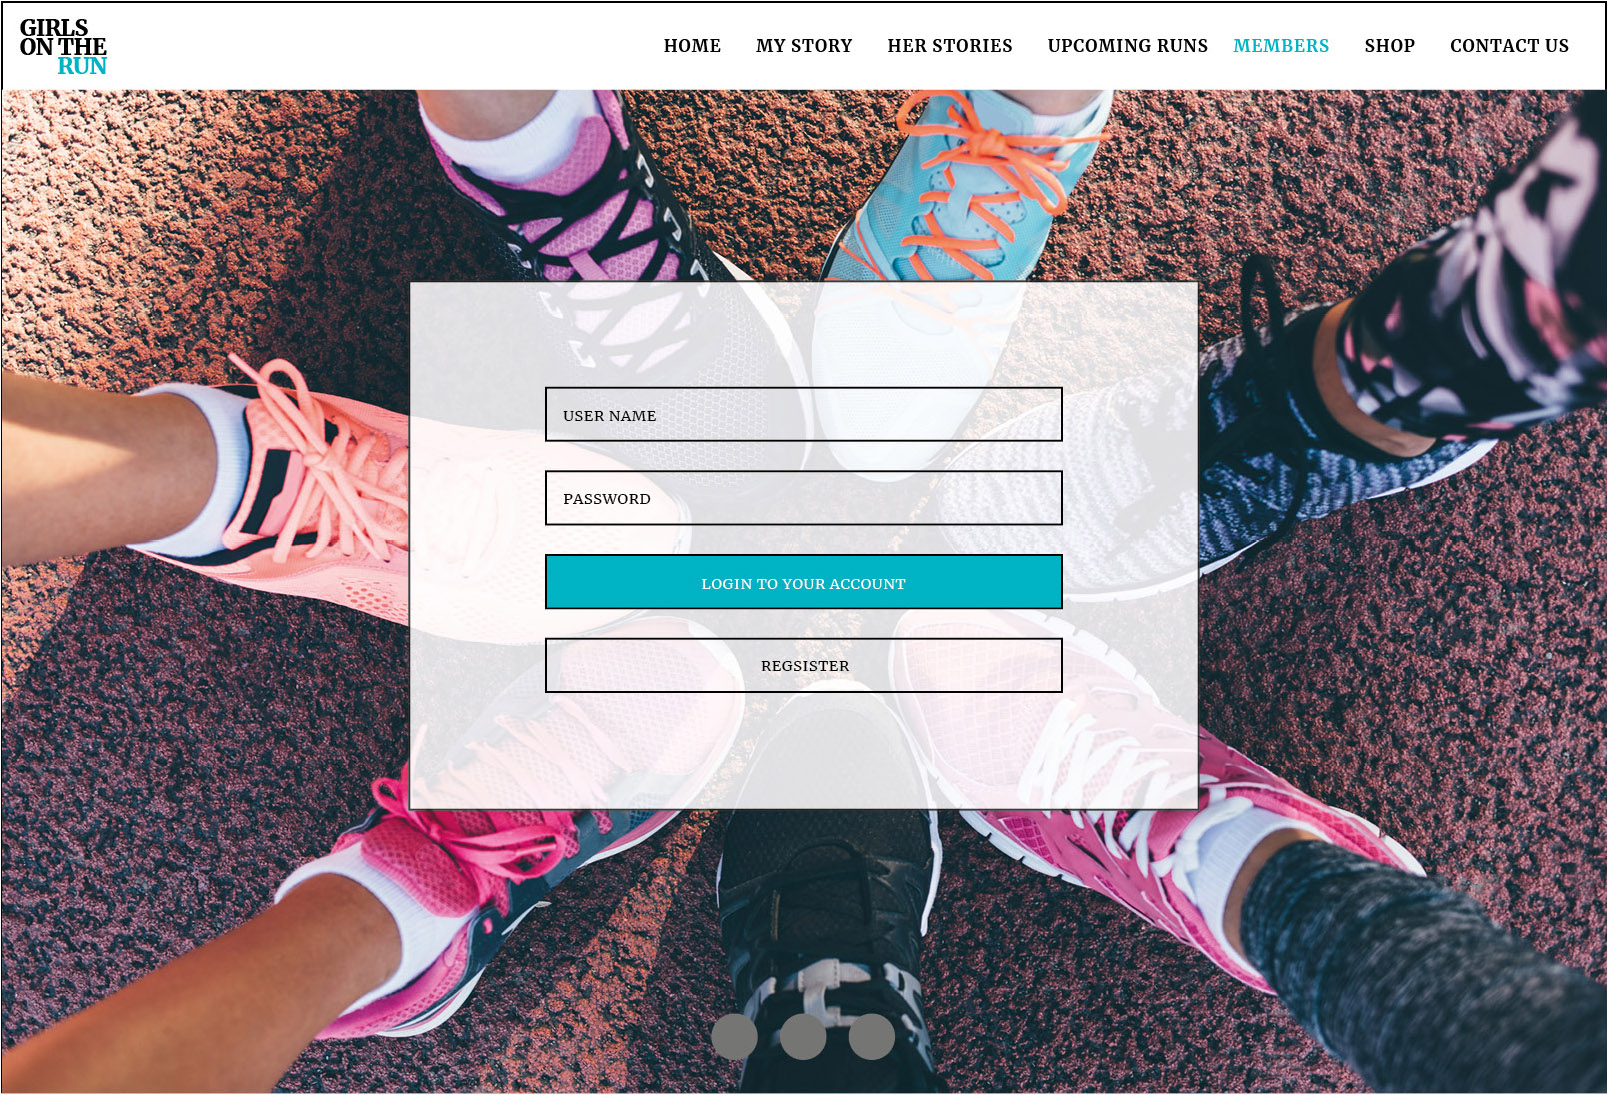 GIRLS
ON THE
RUN
HOME MY STORY HER STORIES UPCOMING RUNS MEMBERS SHOP CONTACT US
USER NAME
PASSWORD
LOGIN TO YOUR ACCOUNT
REGSISTER